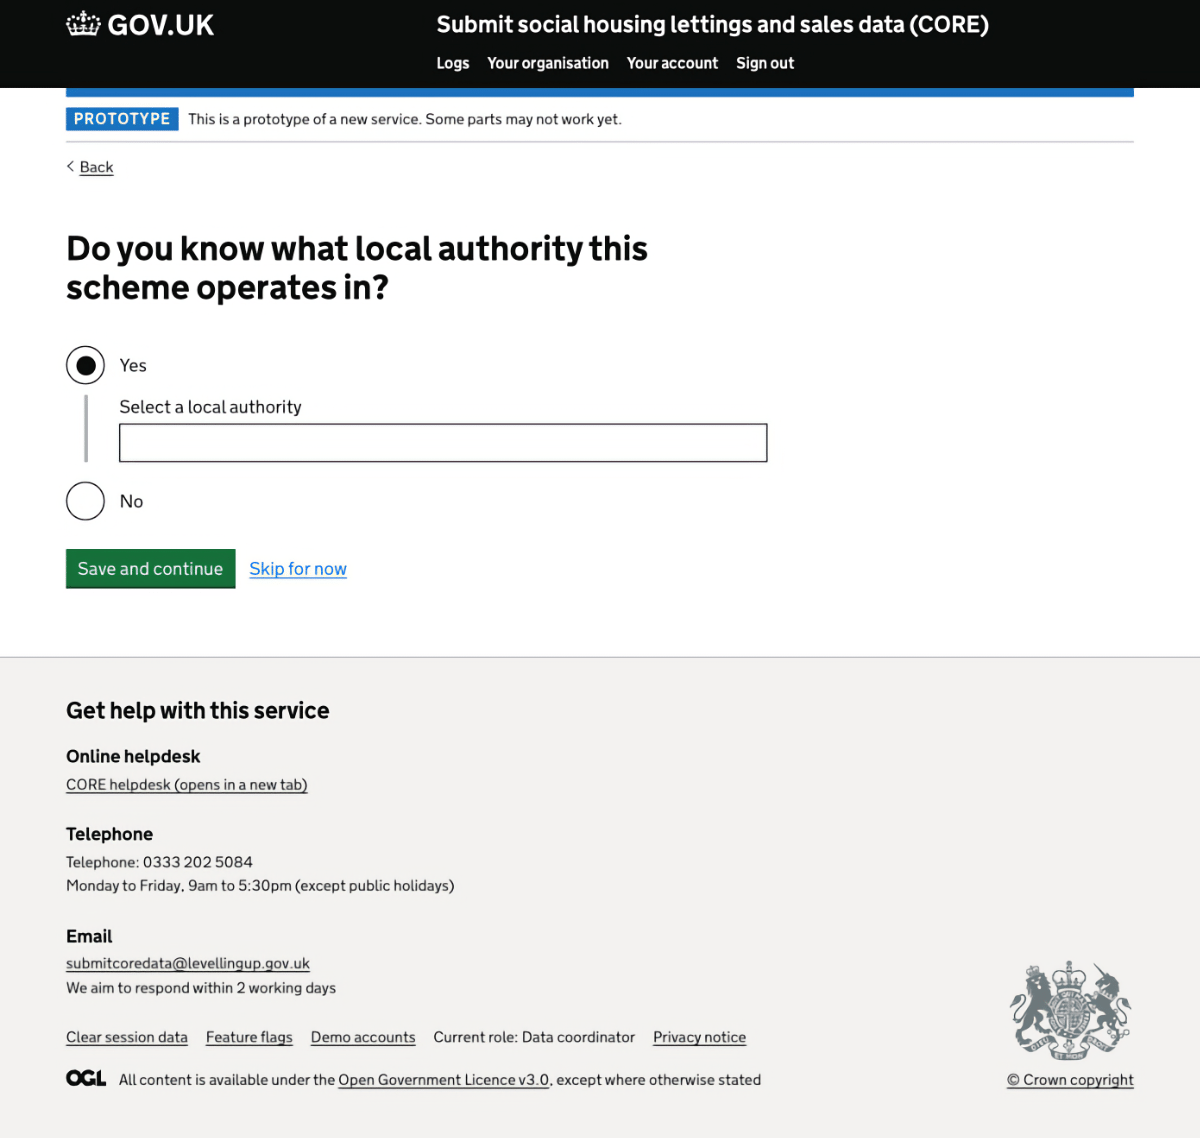 GOV.UK
Submit social housing lettings and sales data (CORE)
Logs Your organisation Your account Sign out
PROTOTYPE This is a prototype of a new service. Some parts may not work yet.
Back
Do you know what local authority this
scheme operates in?
Yes
Select a local authority
No
Save and continue Skip for now
Get help with this service
Online helpdesk
CORE helpdesk (opens in a new tab)
Telephone
Telephone: 0333 202 5084
Monday to Friday, 9am to 5:30pm (except public holidays)
Email
submitcoredata@levellingup.gov.uk
We aim to respond within 2 working days
Clear session data Feature flags Demo accounts Current role: Data coordinator Privacy notice
OGL All content is available under the Open Government Licence v3.0, except where otherwise stated
© Crown copyright